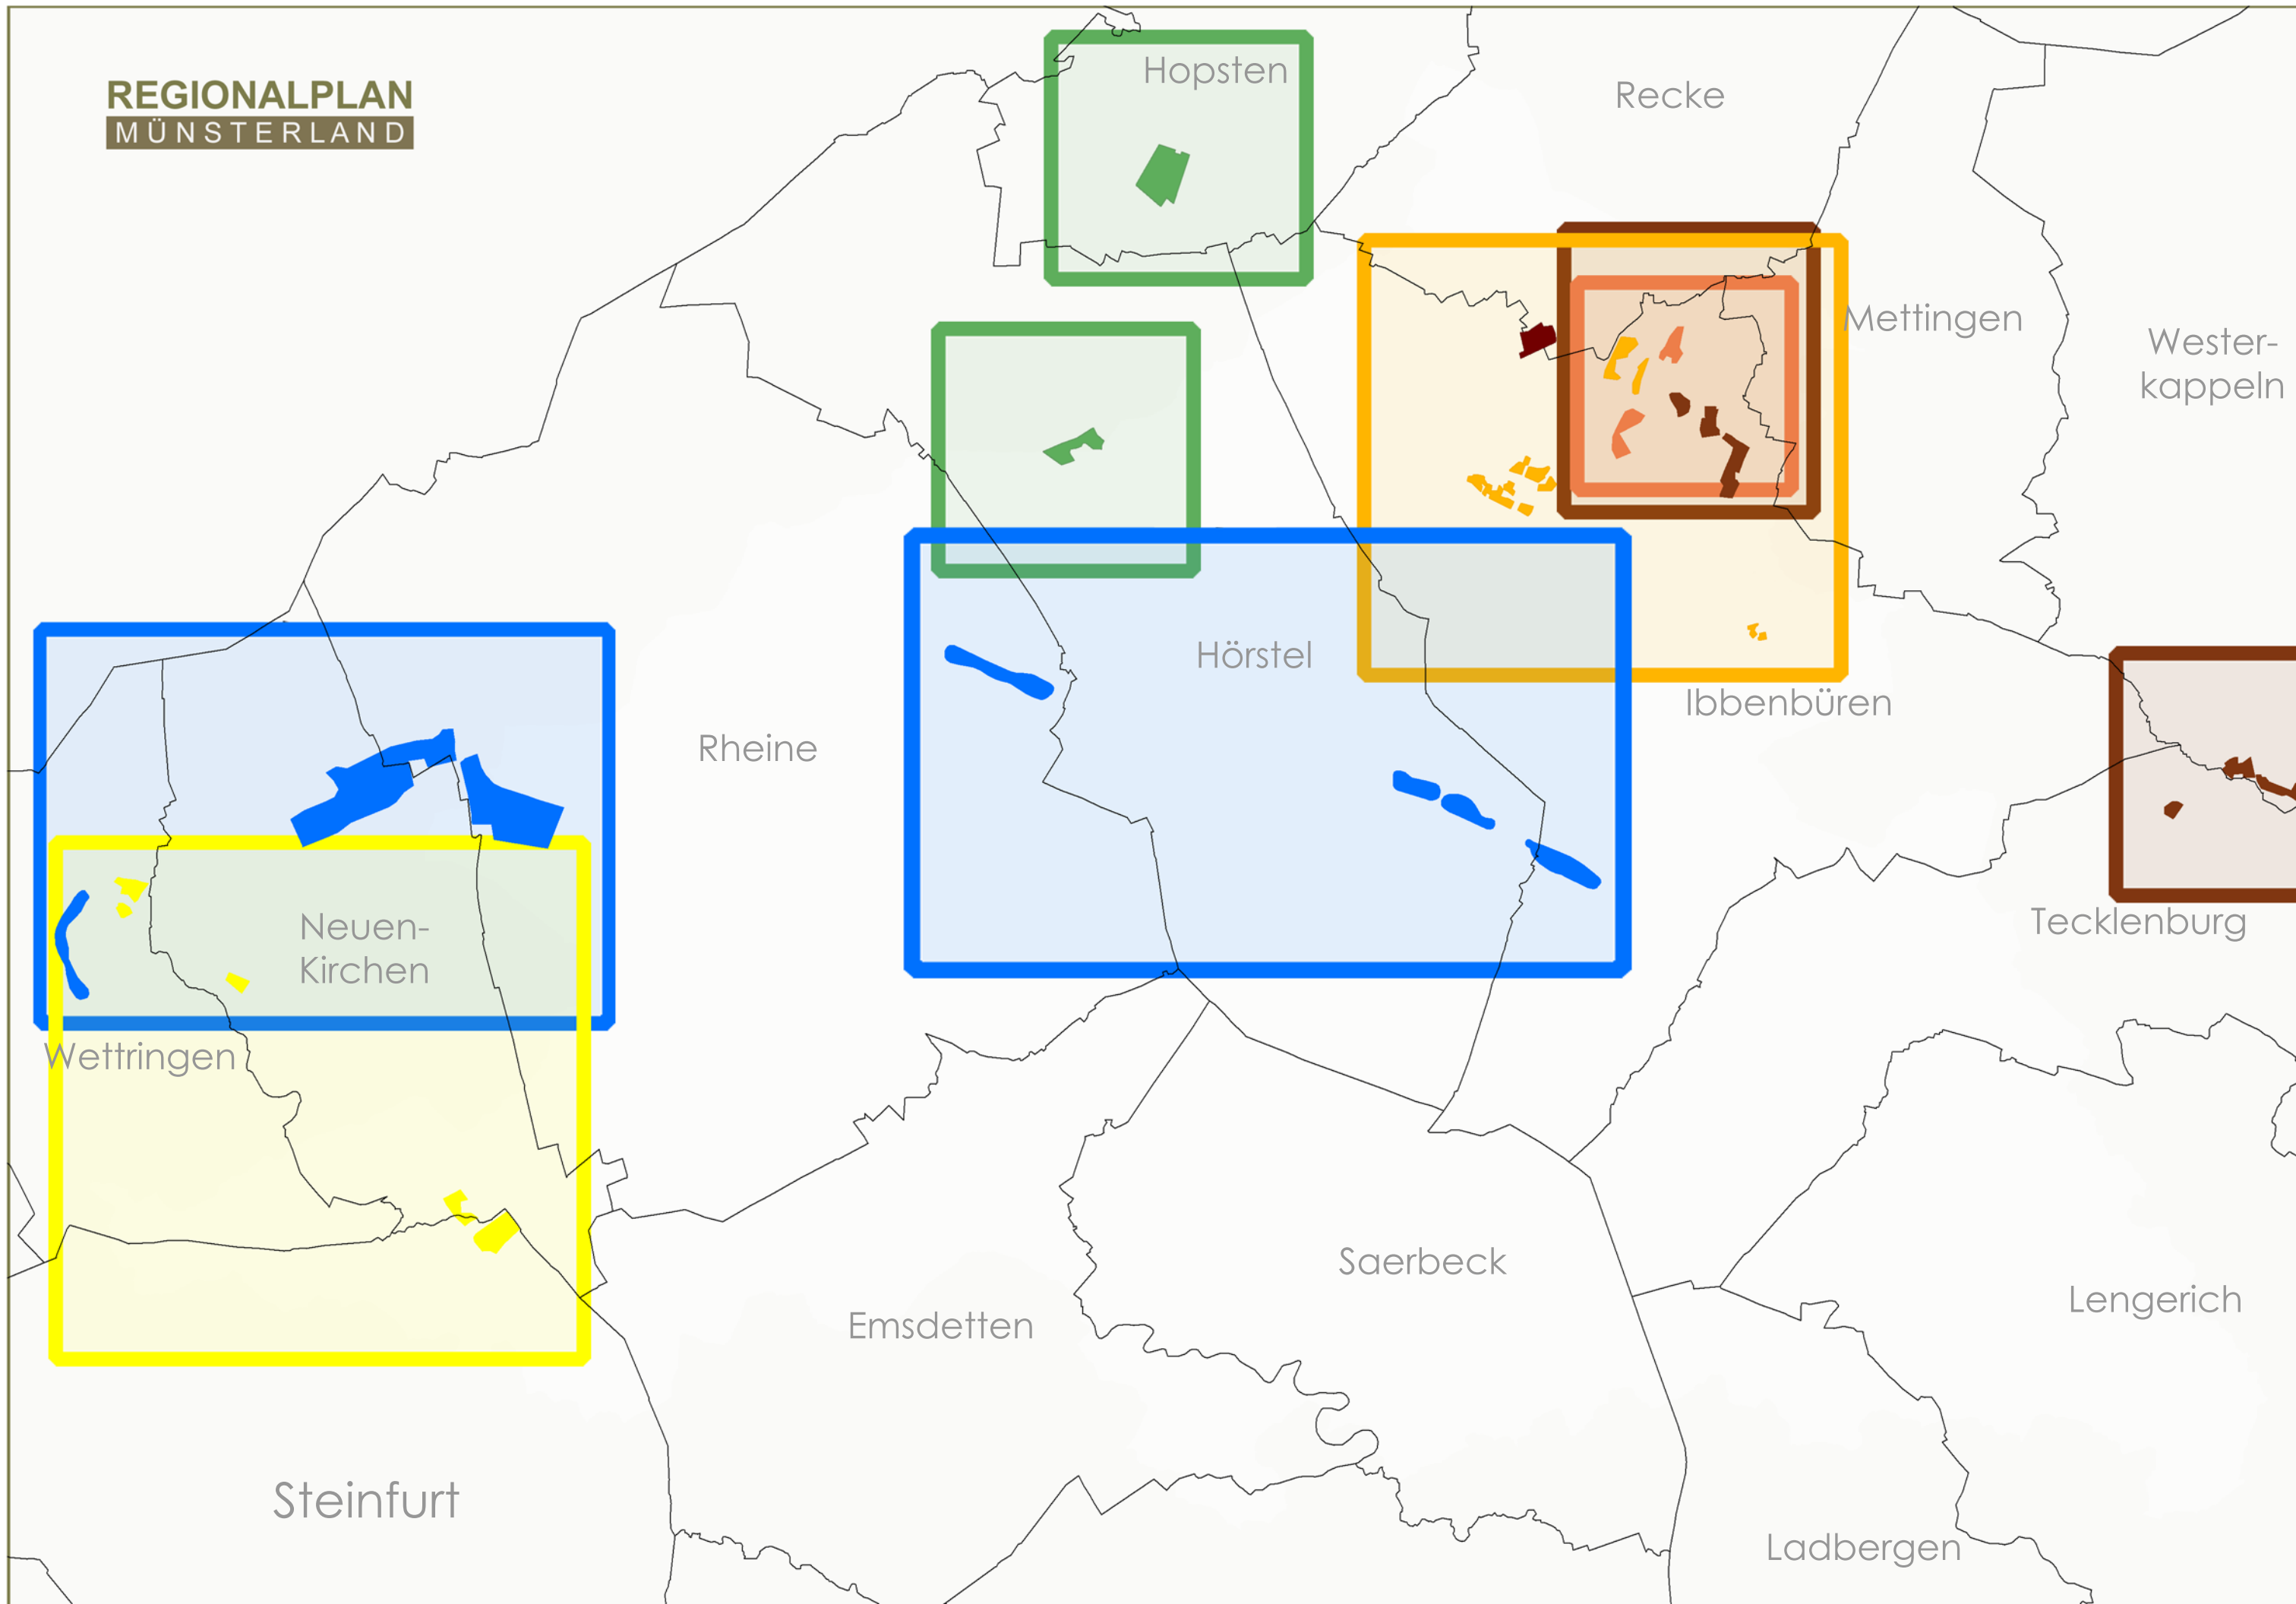 REGIONALPLAN
MÜNSTERLAND
Hopsten
Recke
Mettingen
Wester-
kappeln
Hörstel
Ibbenbüren
Rheine
Tecklenburg
Neuen-
Kirchen
Wettringen
Saerbeck
Lengerich
Emsdetten
Steinfurt
Ladbergen